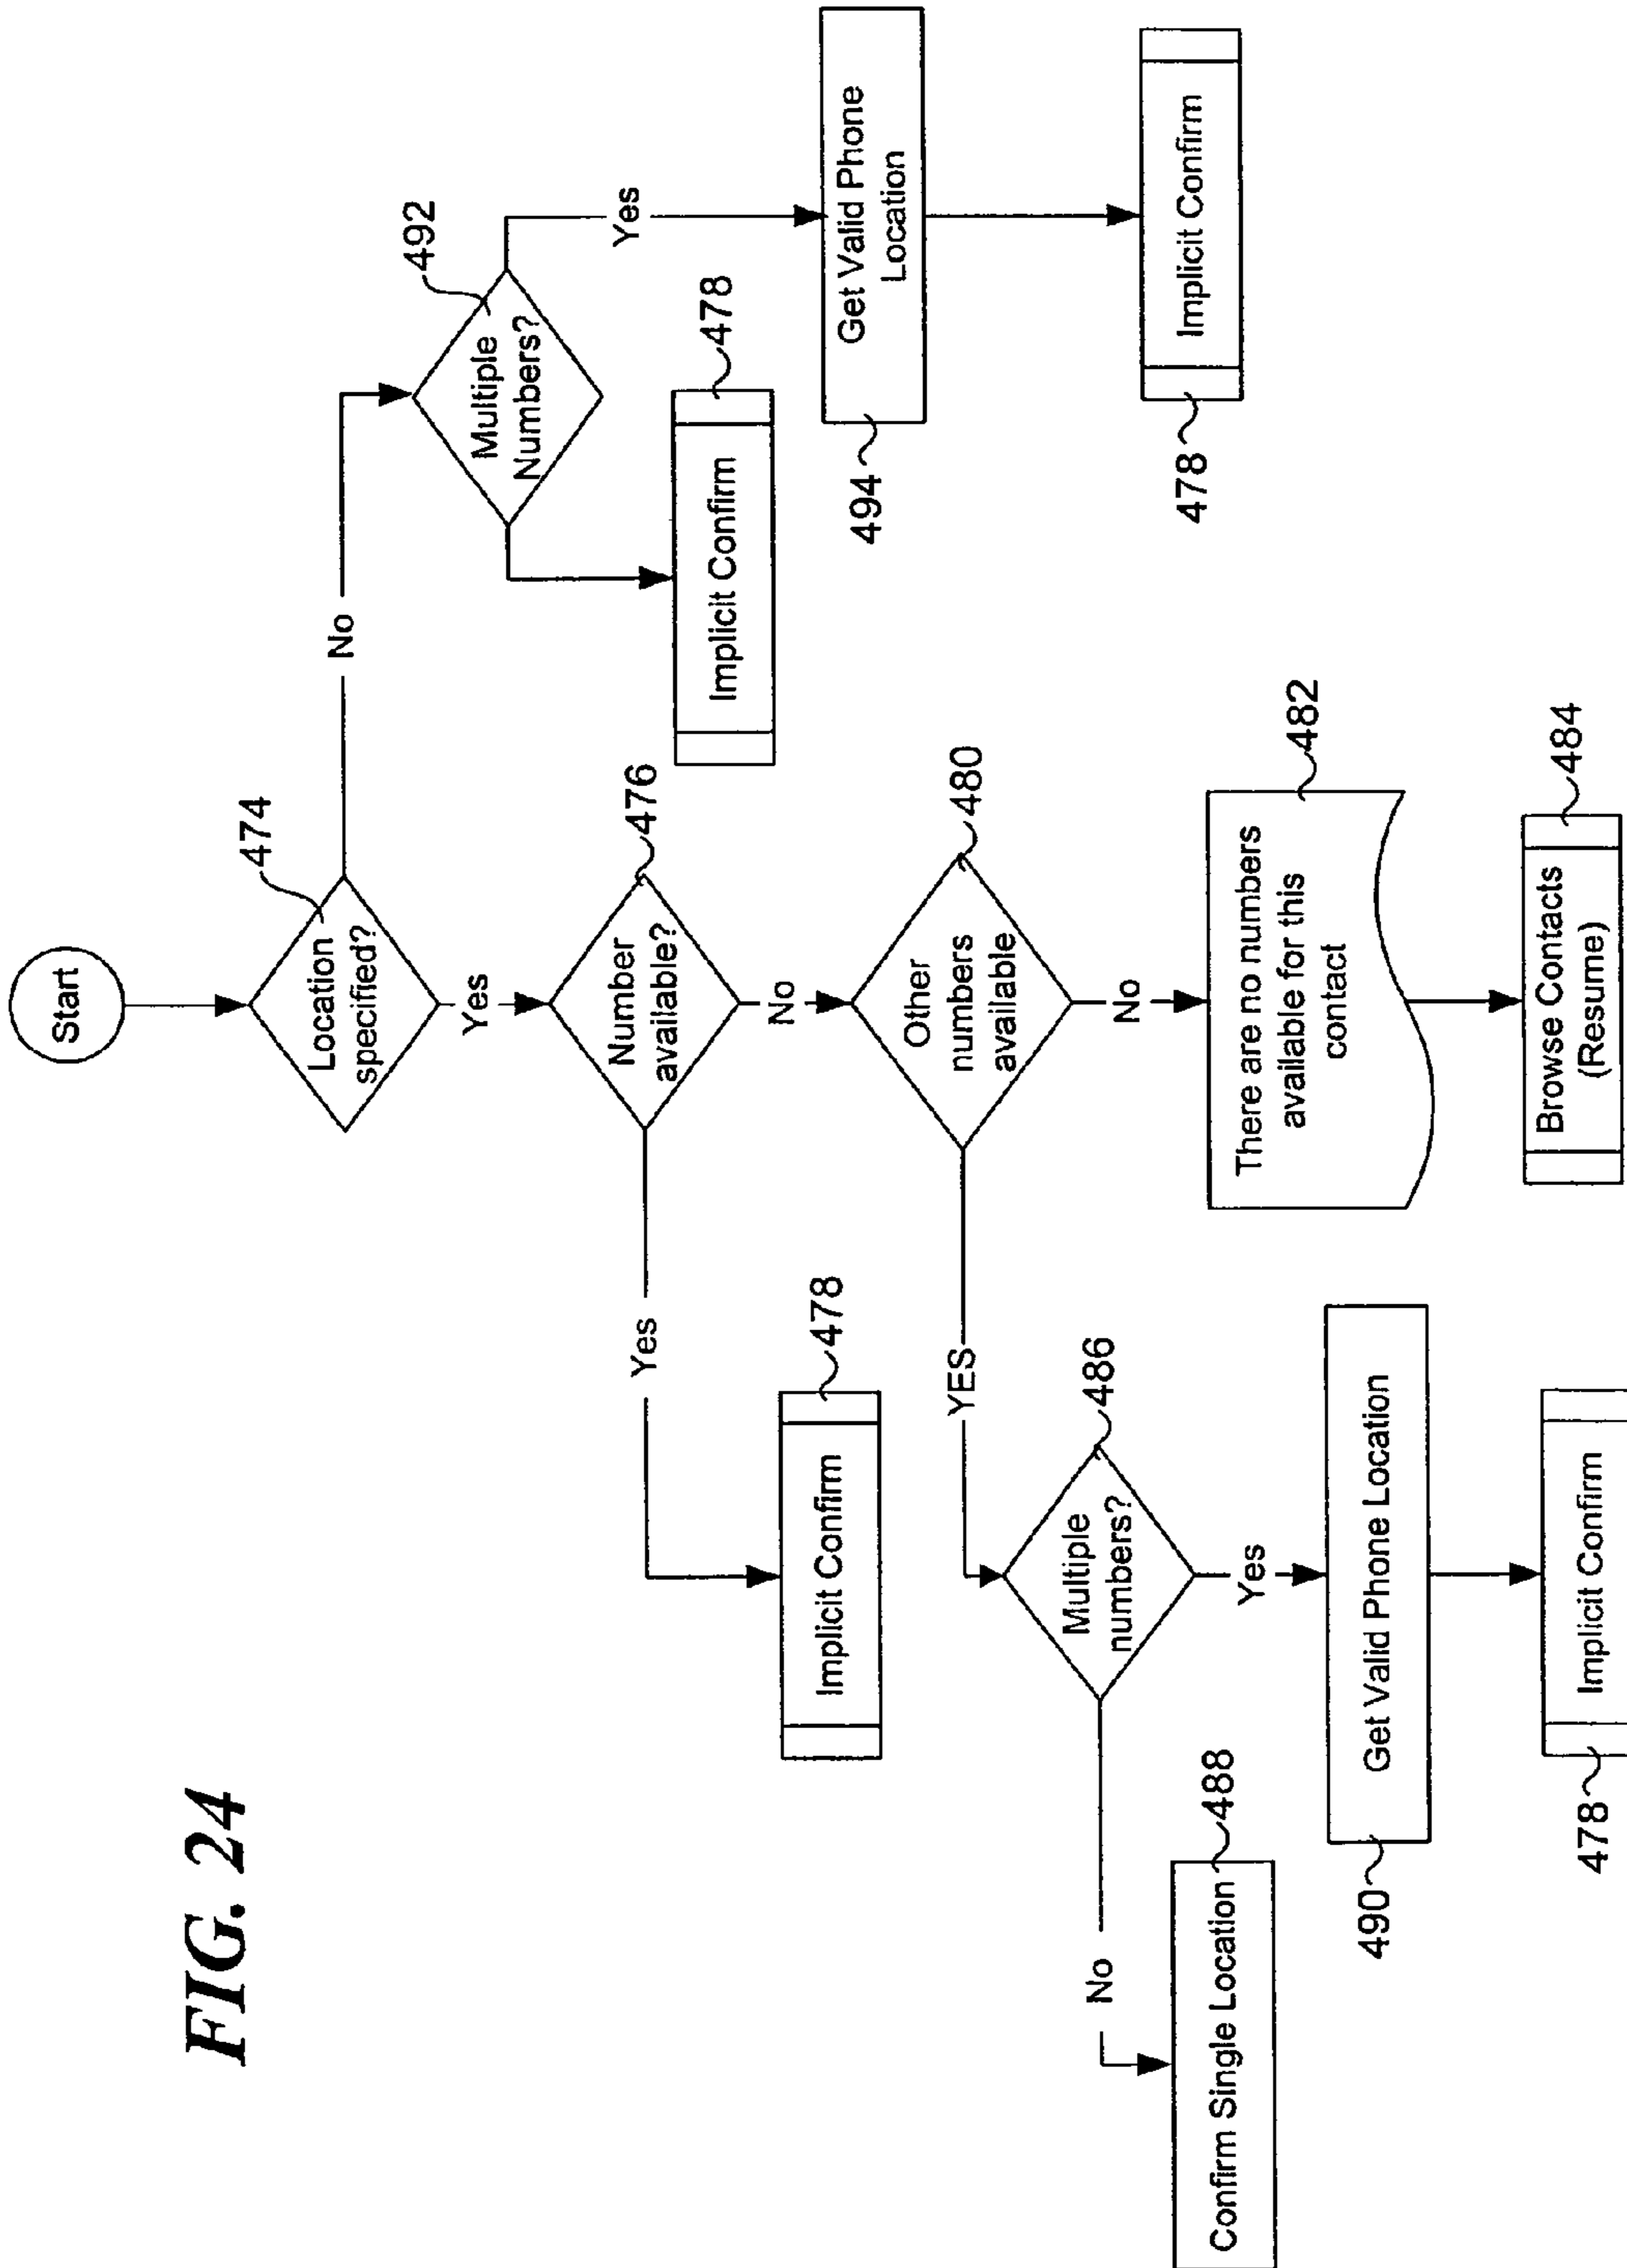 FIG. 24
Start
474
Location
specified?
No
492
Multiple
Numbers?
Yes
478
Implicit Confirm
494
Get Valid Phone
Location
478
Implicit Confirm
Yes
476
Number
available?
Yes
478
Implicit Confirm
No
480
Other
numbers
available
No
482
There are no numbers
available for this
contact
484
Browse Contacts
(Resume)
YES
486
Multiple
numbers?
No
488
Confirm Single Location
Yes
490
Get Valid Phone Location
478
Implicit Confirm